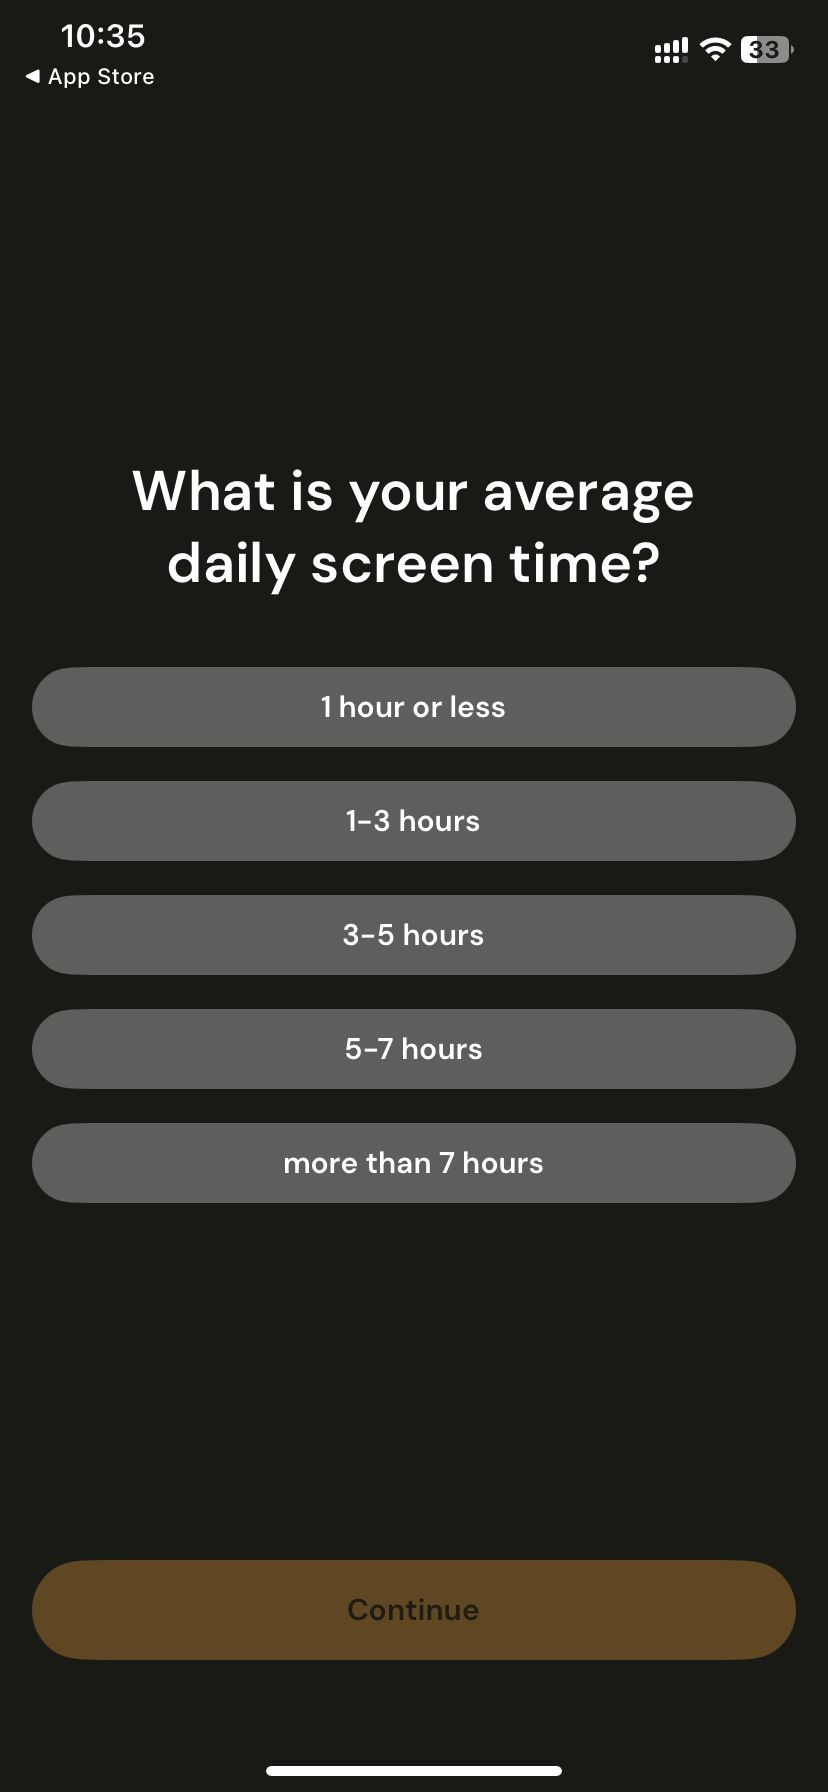 10:35
◀ App Store
33
What is your average
daily screen time?
1 hour or less
1-3 hours
3-5 hours
5-7 hours
more than 7 hours
Continue